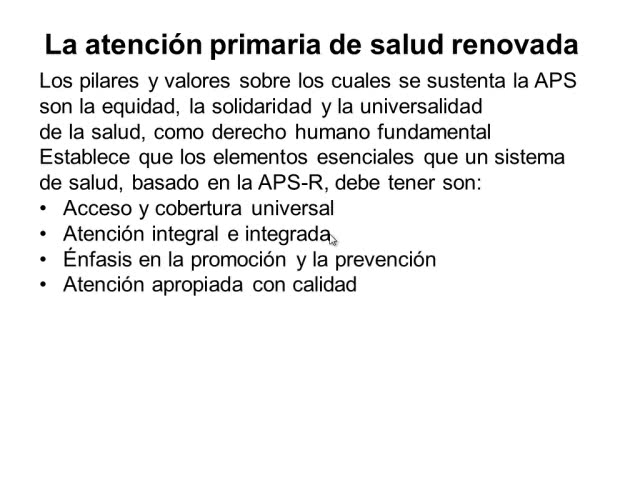 La atención primaria de salud renovada
Los pilares y valores sobre los cuales se sustenta la APS
son la equidad, la solidaridad y la universalidad
de la salud, como derecho humano fundamental
Establece que los elementos esenciales que un sistema
de salud, basado en la APS-R, debe tener son:
• Acceso y cobertura universal
• Atención integral e integrada
• Énfasis en la promoción y la prevención
• Atención apropiada con calidad